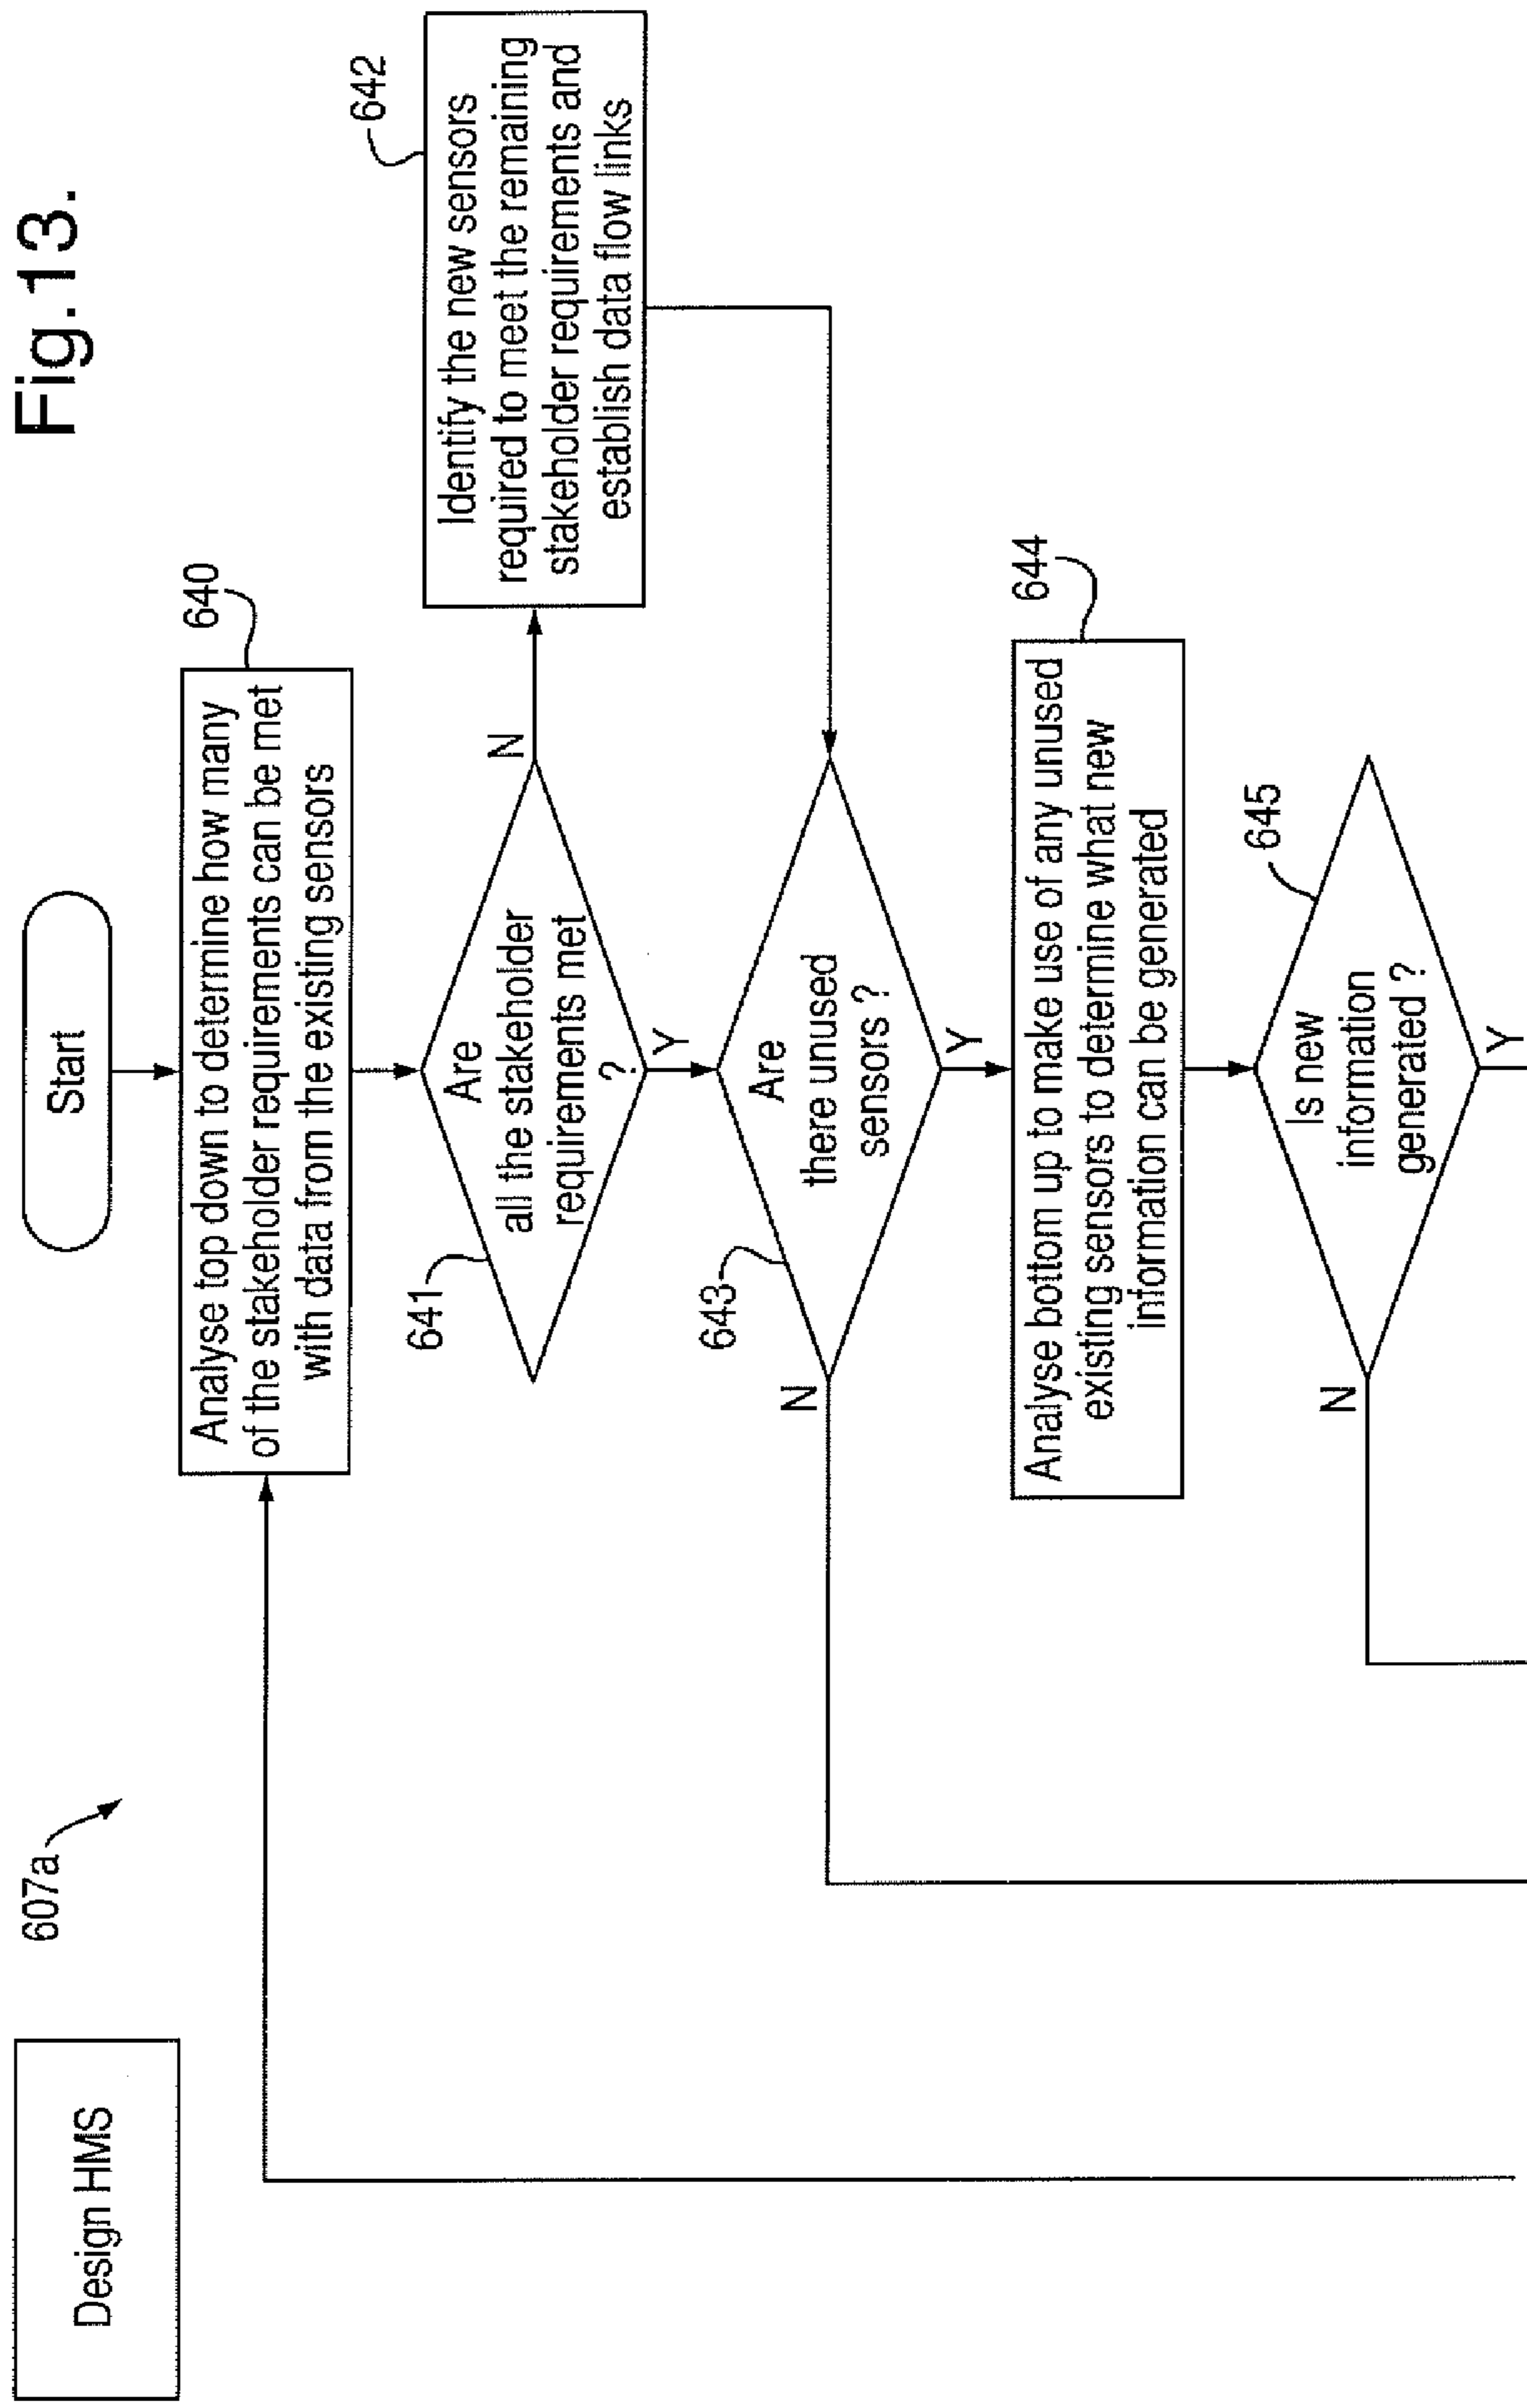 Fig.13.
Design HMS
607a
Start
640
Analyse top down to determine how many
of the stakeholder requirements can be met
with data from the existing sensors
641
Are
all the stakeholder
requirements met
?
N
Y
642
Identify the new sensors
required to meet the remaining
stakeholder requirements and
establish data flow links
643
Are
there unused
sensors ?
N
Y
644
Analyse bottom up to make use of any unused
existing sensors to determine what new
information can be generated
645
Is new
information
generated ?
N
Y